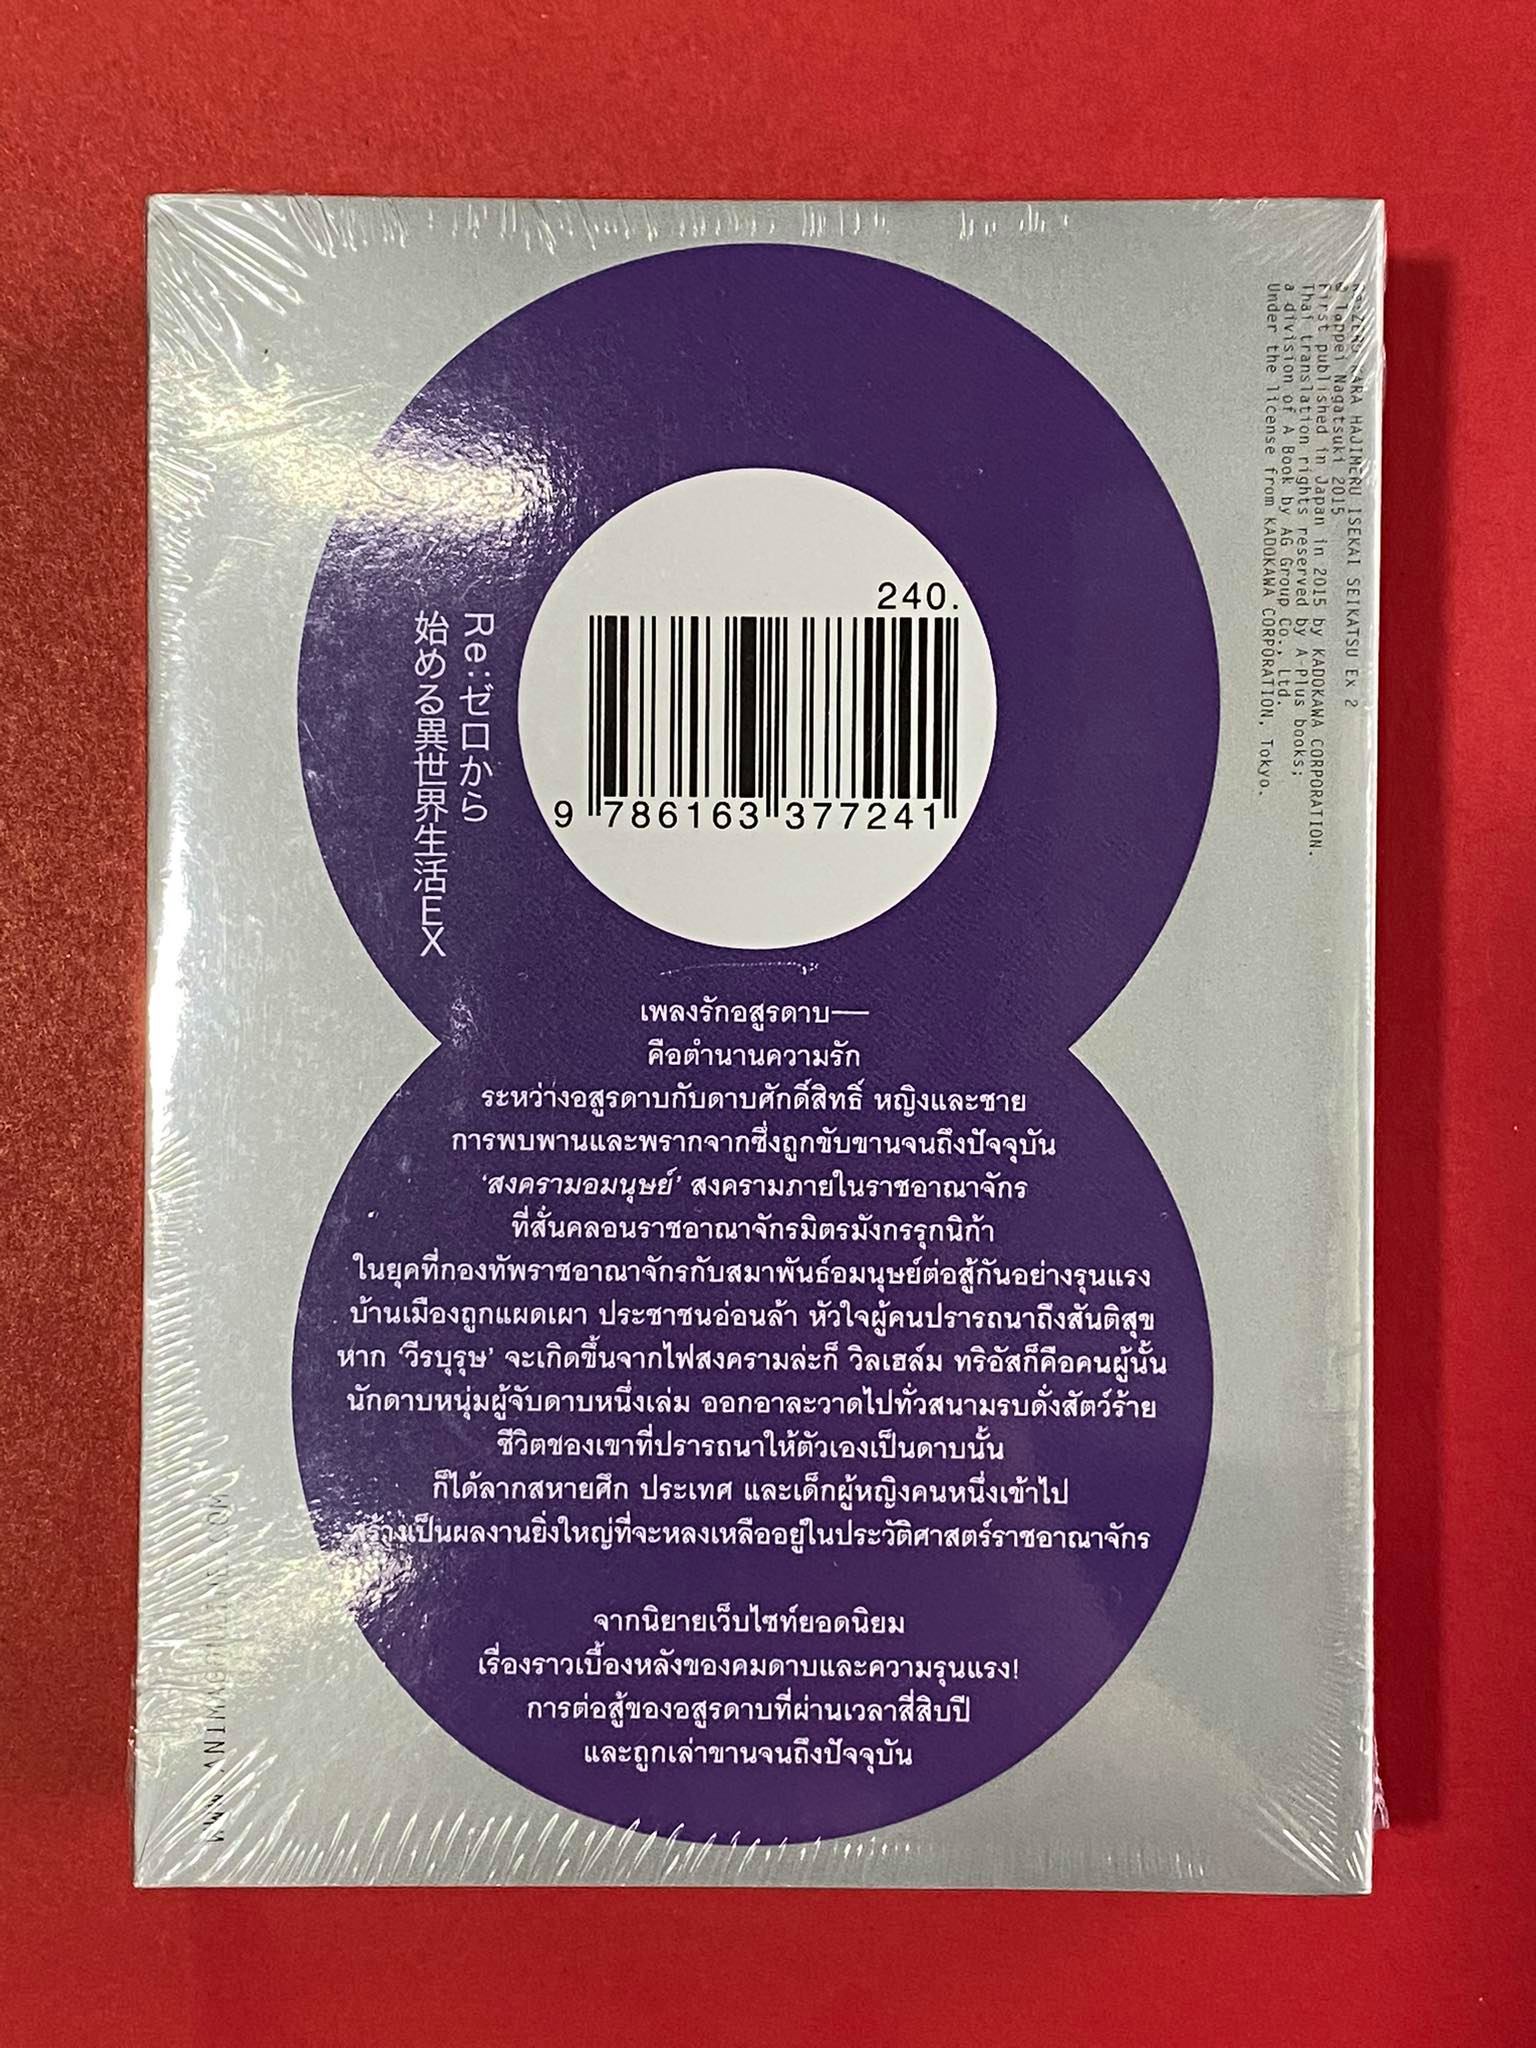 KARA HAJIMERU ISEKAI SEIKATSU Ex 2
© Tappei Nagatsuki 2015
First published in Japan in 2015 by KADOKAWA CORPORATION.
Thai translation rights reserved by A-Plus books;
a division of A Book by AG Group Co., Ltd.
Under the license from KADOKAWA CORPORATION, Tokyo.
240.
9 786163 377241
Re:ゼロから
始める異世界生活EX
เพลงรักอสูรดาบ──
คือตำนานความรัก
ระหว่างอสูรดาบกับดาบศักดิ์สิทธิ์ หญิงและชาย
การพบพานและพรากจากซึ่งถูกขับขานจนถึงปัจจุบัน
‘สงครามอมนุษย์’ สงครามภายในราชอาณาจักร
ที่สั่นคลอนราชอาณาจักรมิตรมังกรรุกนิก้า
ในยุคที่กองทัพราชอาณาจักรกับสมาพันธ์อมนุษย์ต่อสู้กันอย่างรุนแรง
บ้านเมืองถูกแผดเผา ประชาชนอ่อนล้า หัวใจผู้คนปรารถนาถึงสันติสุข
หาก ‘วีรบุรุษ’ จะเกิดขึ้นจากไฟสงครามล่ะก็ วิลเฮล์ม ทริอัสก็คือคนผู้นั้น
นักดาบหนุ่มผู้จับดาบหนึ่งเล่ม ออกอาละวาดไปทั่วสนามรบดั่งสัตว์ร้าย
ชีวิตของเขาที่ปรารถนาให้ตัวเองเป็นดาบนั้น
ก็ได้ลากสหายศึก ประเทศ และเด็กผู้หญิงคนหนึ่งเข้าไป
สร้างเป็นผลงานยิ่งใหญ่ที่จะหลงเหลืออยู่ในประวัติศาสตร์ราชอาณาจักร
จากนิยายเว็บไซท์ยอดนิยม
เรื่องราวเบื้องหลังของคมดาบและความรุนแรง!
การต่อสู้ของอสูรดาบที่ผ่านเวลาสี่สิบปี
และถูกเล่าขานจนถึงปัจจุบัน